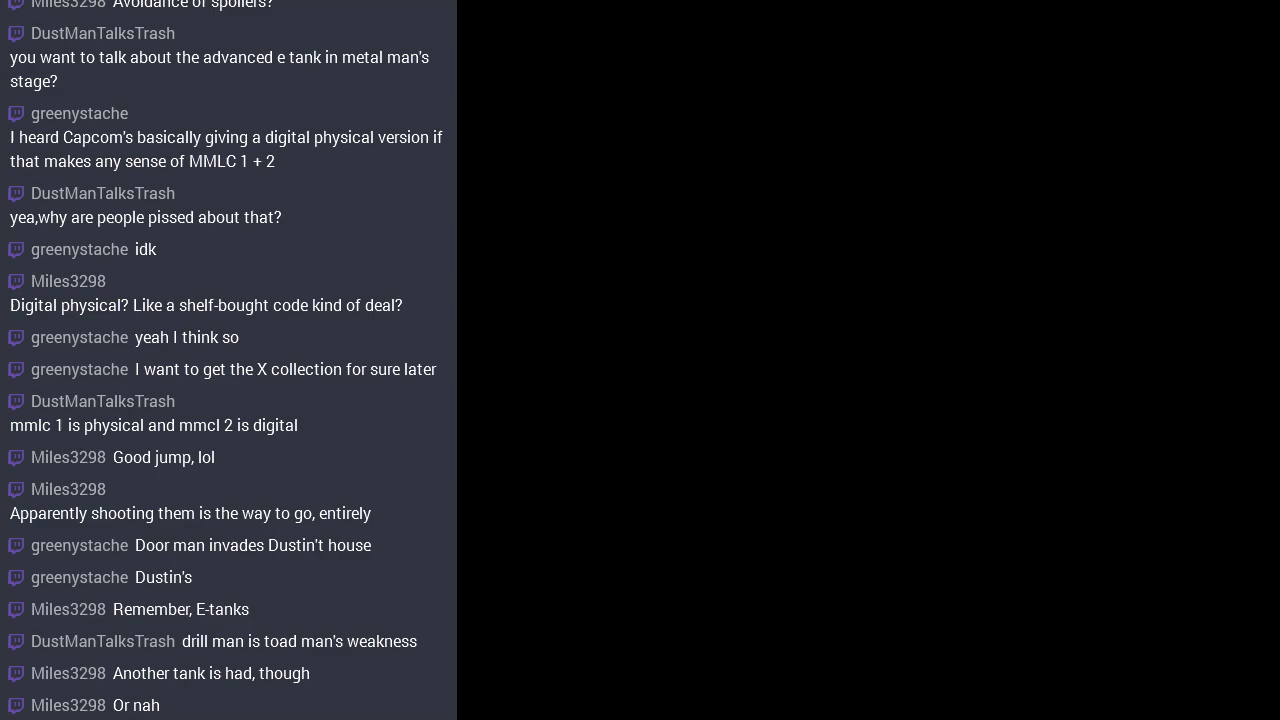 Miles3298 Avoidance of spoilers?
DustManTalksTrash
you want to talk about the advanced e tank in metal man's
stage?
greenystache
I heard Capcom's basically giving a digital physical version if
that makes any sense of MMLC 1 + 2
DustManTalksTrash
yea,why are people pissed about that?
greenystache idk
Miles3298
Digital physical? Like a shelf-bought code kind of deal?
greenystache yeah I think so
greenystache I want to get the X collection for sure later
DustManTalksTrash
mmlc 1 is physical and mmcl 2 is digital
Miles3298 Good jump, lol
Miles3298
Apparently shooting them is the way to go, entirely
greenystache Door man invades Dustin't house
greenystache Dustin's
Miles3298 Remember, E-tanks
DustManTalksTrash drill man is toad man's weakness
Miles3298 Another tank is had, though
Miles3298 Or nah